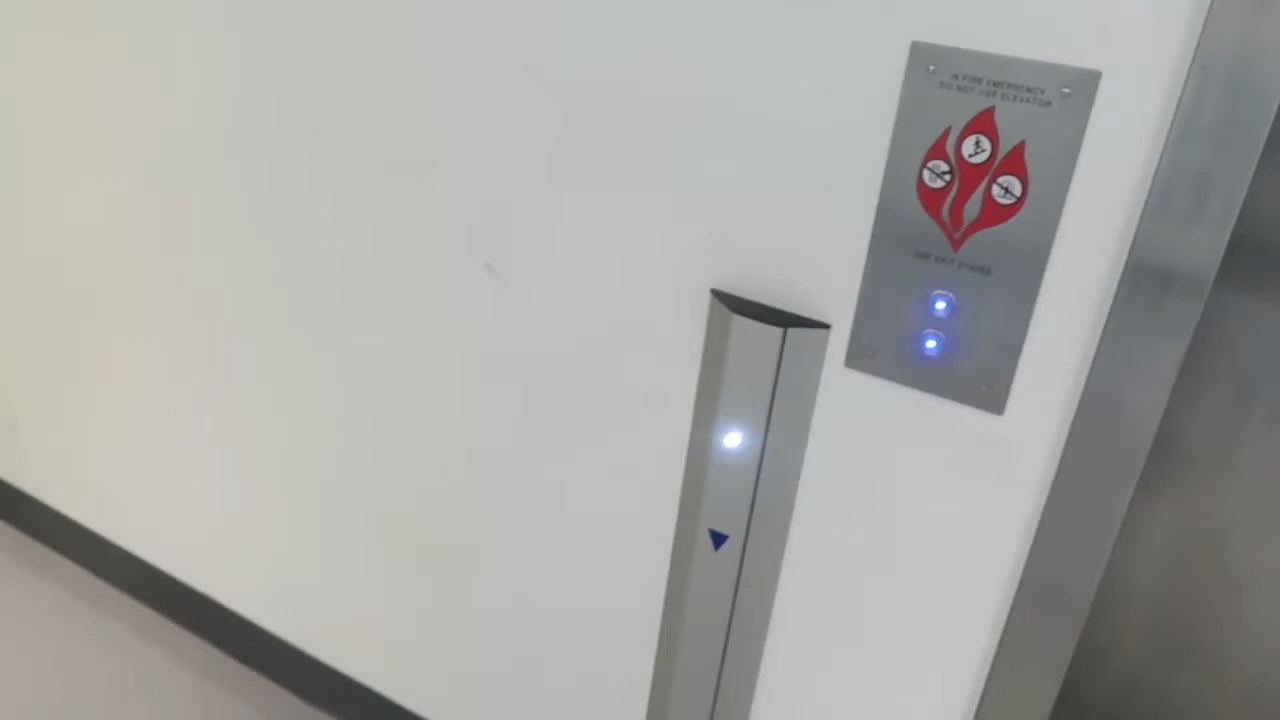 IN FIRE EMERGENCY
DO NOT USE ELEVATOR
USE EXIT STAIRS